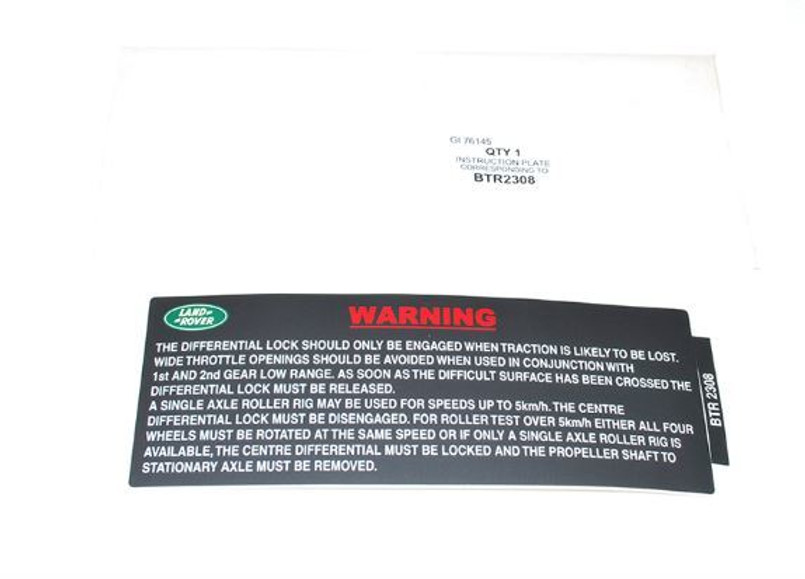 GI 76145
QTY 1
INSTRUCTION PLATE
CORRESPONDING TO
BTR2308
LAND-
-ROVER
WARNING
THE DIFFERENTIAL LOCK SHOULD ONLY BE ENGAGED WHEN TRACTION IS LIKELY TO BE LOST.
WIDE THROTTLE OPENINGS SHOULD BE AVOIDED WHEN USED IN CONJUNCTION WITH
1st AND 2nd GEAR LOW RANGE. AS SOON AS THE DIFFICULT SURFACE HAS BEEN CROSSED THE
DIFFERENTIAL LOCK MUST BE RELEASED.
A SINGLE AXLE ROLLER RIG MAY BE USED FOR SPEEDS UP TO 5km/h. THE CENTRE
DIFFERENTIAL LOCK MUST BE DISENGAGED. FOR ROLLER TEST OVER 5km/h EITHER ALL FOUR
WHEELS MUST BE ROTATED AT THE SAME SPEED OR IF ONLY A SINGLE AXLE ROLLER RIG IS
AVAILABLE, THE CENTRE DIFFERENTIAL MUST BE LOCKED AND THE PROPELLER SHAFT TO
STATIONARY AXLE MUST BE REMOVED.
BTR 2308